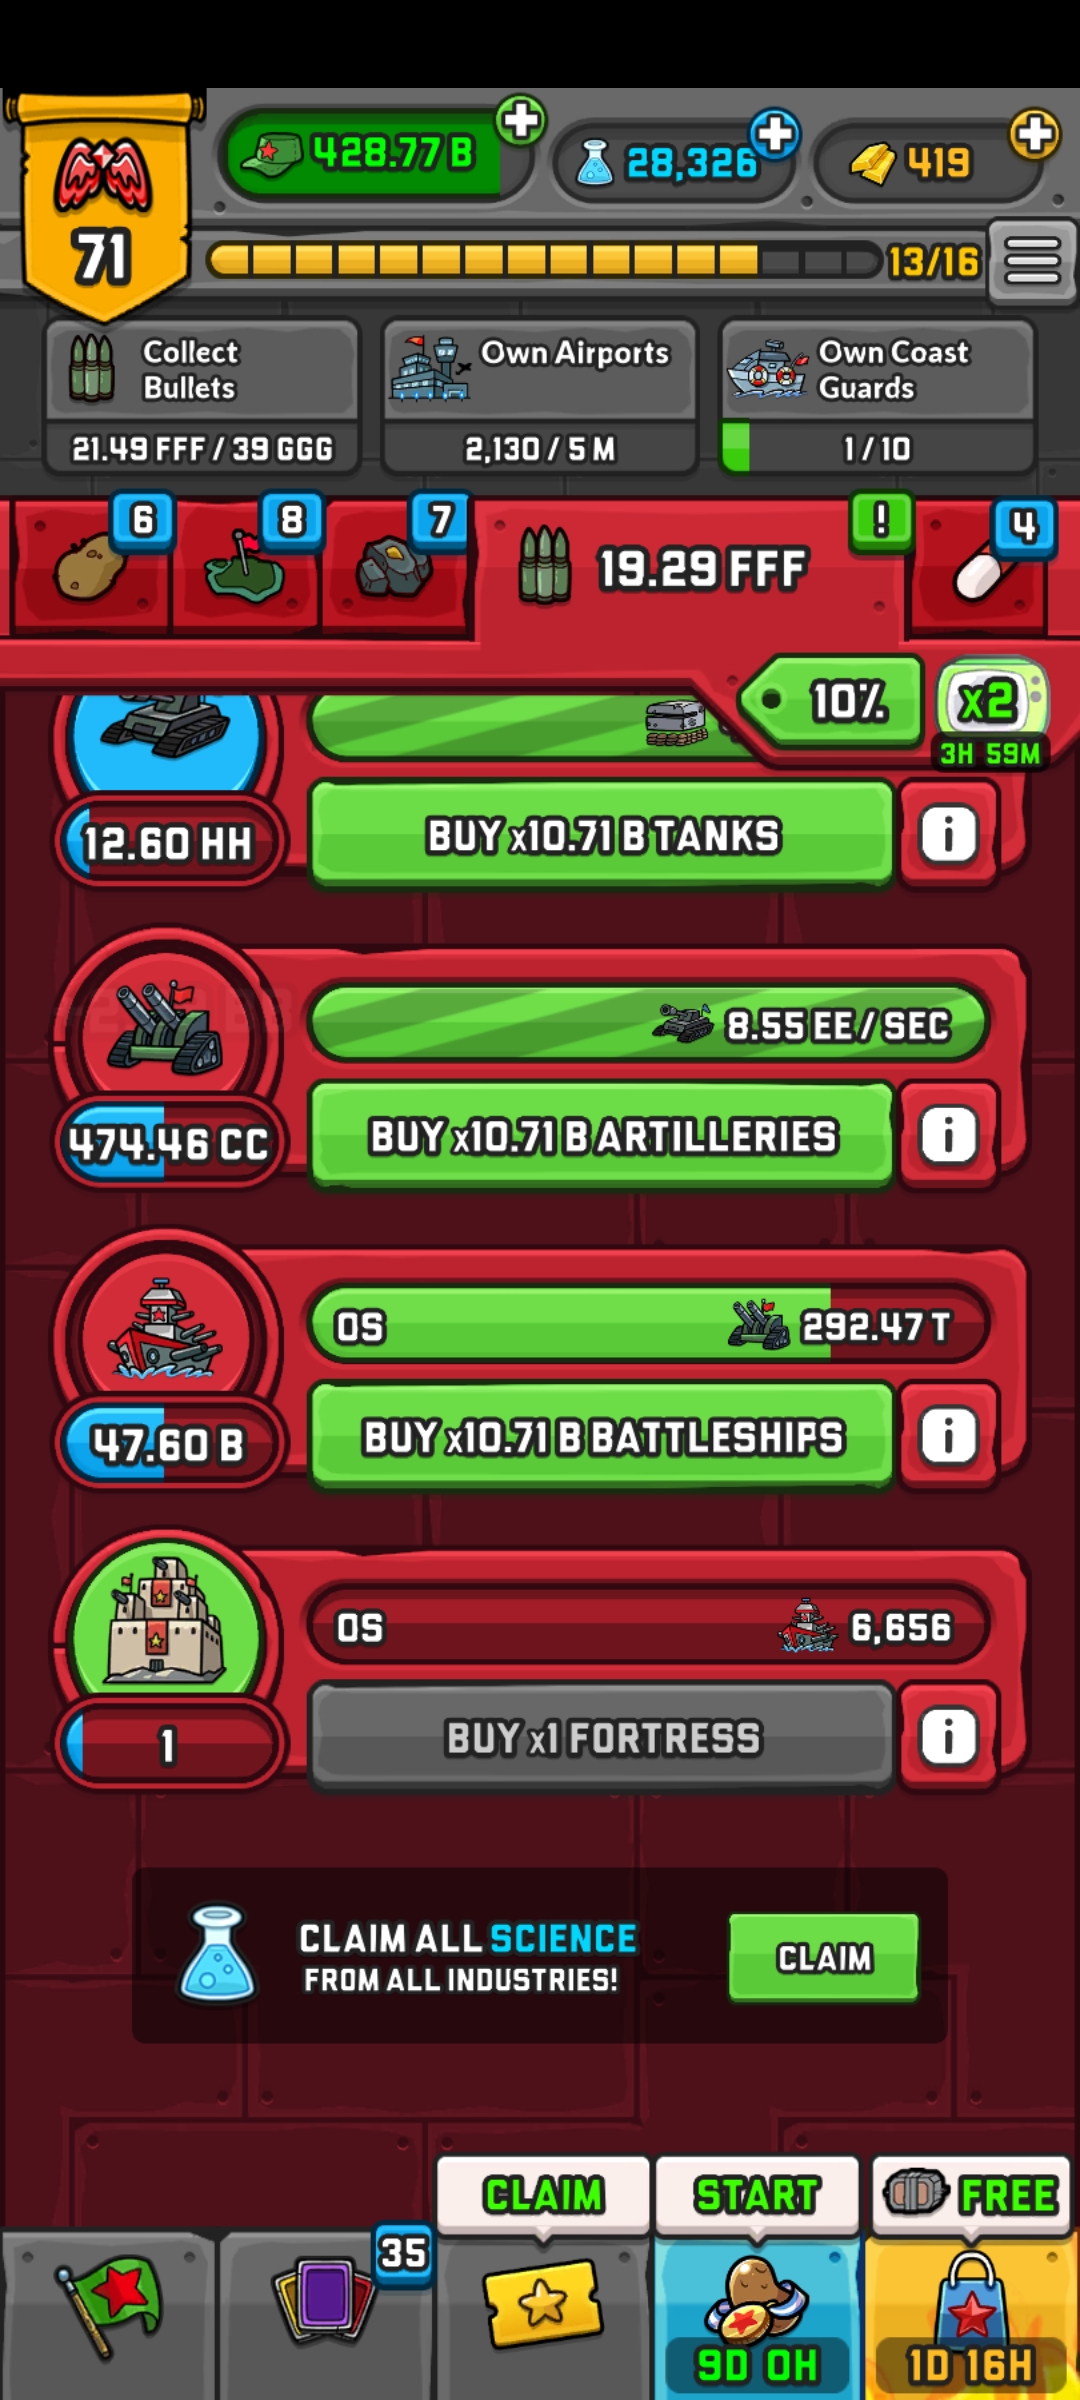 428.77 B
28,326
419
71
13/16
Collect
Bullets
21.49 FFF / 39 GGG
Own Airports
2,130 / 5 M
Own Coast
Guards
1 / 10
6
8
7
19.29 FFF
!
4
10%
x2
3H 59M
12.60 HH
BUY x10.71 B TANKS
i
8.55 EE / SEC
474.46 CC
BUY x10.71 B ARTILLERIES
i
0S
292.47 T
47.60 B
BUY x10.71 B BATTLESHIPS
i
0S
6,656
1
BUY x1 FORTRESS
i
CLAIM ALL SCIENCE
FROM ALL INDUSTRIES!
CLAIM
CLAIM
START
FREE
35
9D 0H
1D 16H